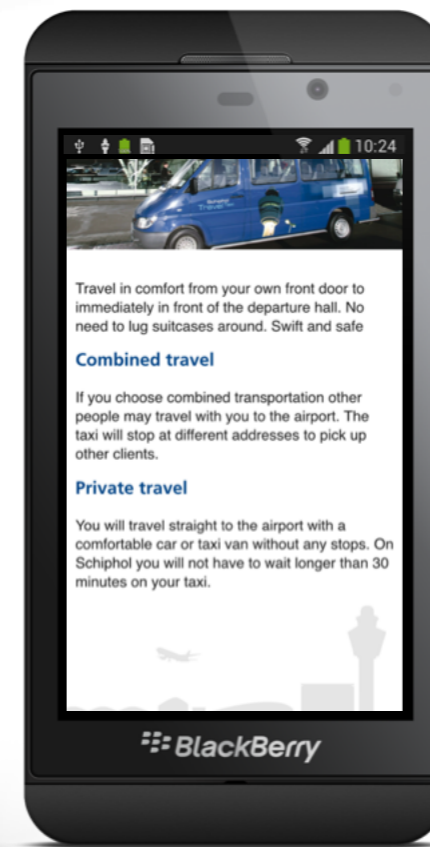 10:24
Travel in comfort from your own front door to
immediately in front of the departure hall. No
need to lug suitcases around. Swift and safe
Combined travel
If you choose combined transportation other
people may travel with you to the airport. The
taxi will stop at different addresses to pick up
other clients.
Private travel
You will travel straight to the airport with a
comfortable car or taxi van without any stops. On
Schiphol you will not have to wait longer than 30
minutes on your taxi.
BlackBerry